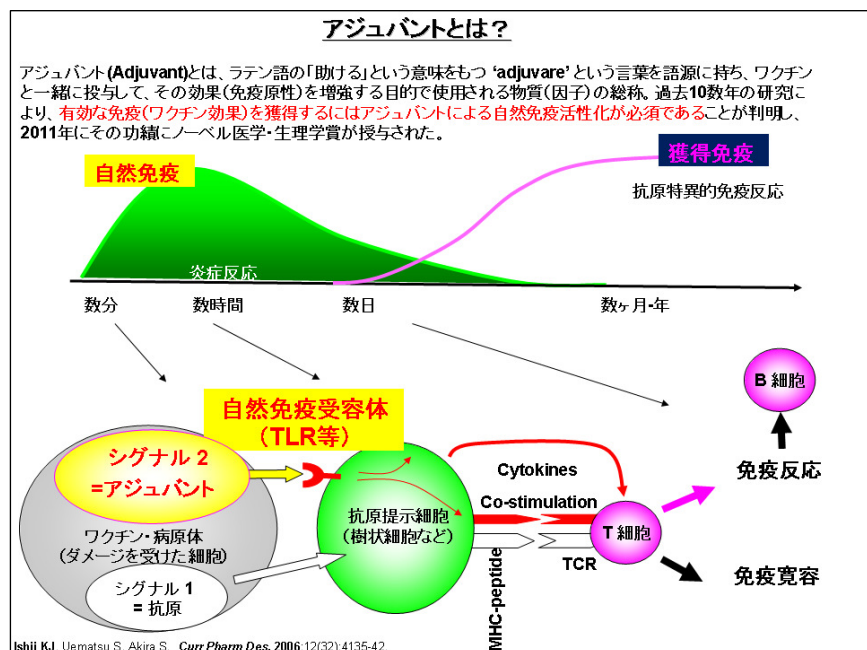 アジュバントとは？
アジュバント(Adjuvant)とは、ラテン語の「助ける」という意味をもつ ‘adjuvare’ という言葉を語源に持ち、ワクチン
と一緒に投与して、その効果（免疫原性）を増強する目的で使用される物質（因子）の総称。過去10数年の研究に
より、有効な免疫（ワクチン効果）を獲得するにはアジュバントによる自然免疫活性化が必須であることが判明し、
2011年にその功績にノーベル医学・生理学賞が授与された。
自然免疫
獲得免疫
抗原特異的免疫反応
炎症反応
数分
数時間
数日
数ヶ月-年
自然免疫受容体
（TLR等）
B 細胞
シグナル 2
=アジュバント
Cytokines
免疫反応
Co-stimulation
抗原提示細胞
（樹状細胞など）
T 細胞
ワクチン・病原体
（ダメージを受けた細胞）
TCR
MHC-peptide
免疫寛容
シグナル 1
= 抗原
Ishii KJ, Uematsu S, Akira S. Curr Pharm Des. 2006;12(32):4135-42